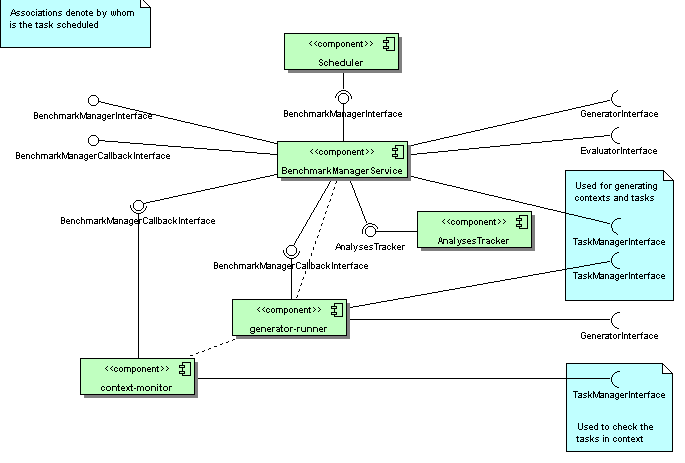 Associations denote by whom
is the task scheduled
<<component>>
Scheduler
BenchmarkManagerInterface
BenchmarkManagerInterface
GeneratorInterface
BenchmarkManagerCallbackInterface
<<component>>
BenchmarkManagerService
EvaluatorInterface
Used for generating
contexts and tasks
BenchmarkManagerCallbackInterface
<<component>>
AnalysesTracker
AnalysesTracker
TaskManagerInterface
BenchmarkManagerCallbackInterface
TaskManagerInterface
<<component>>
generator-runner
GeneratorInterface
<<component>>
context-monitor
TaskManagerInterface
Used to check the
tasks in context